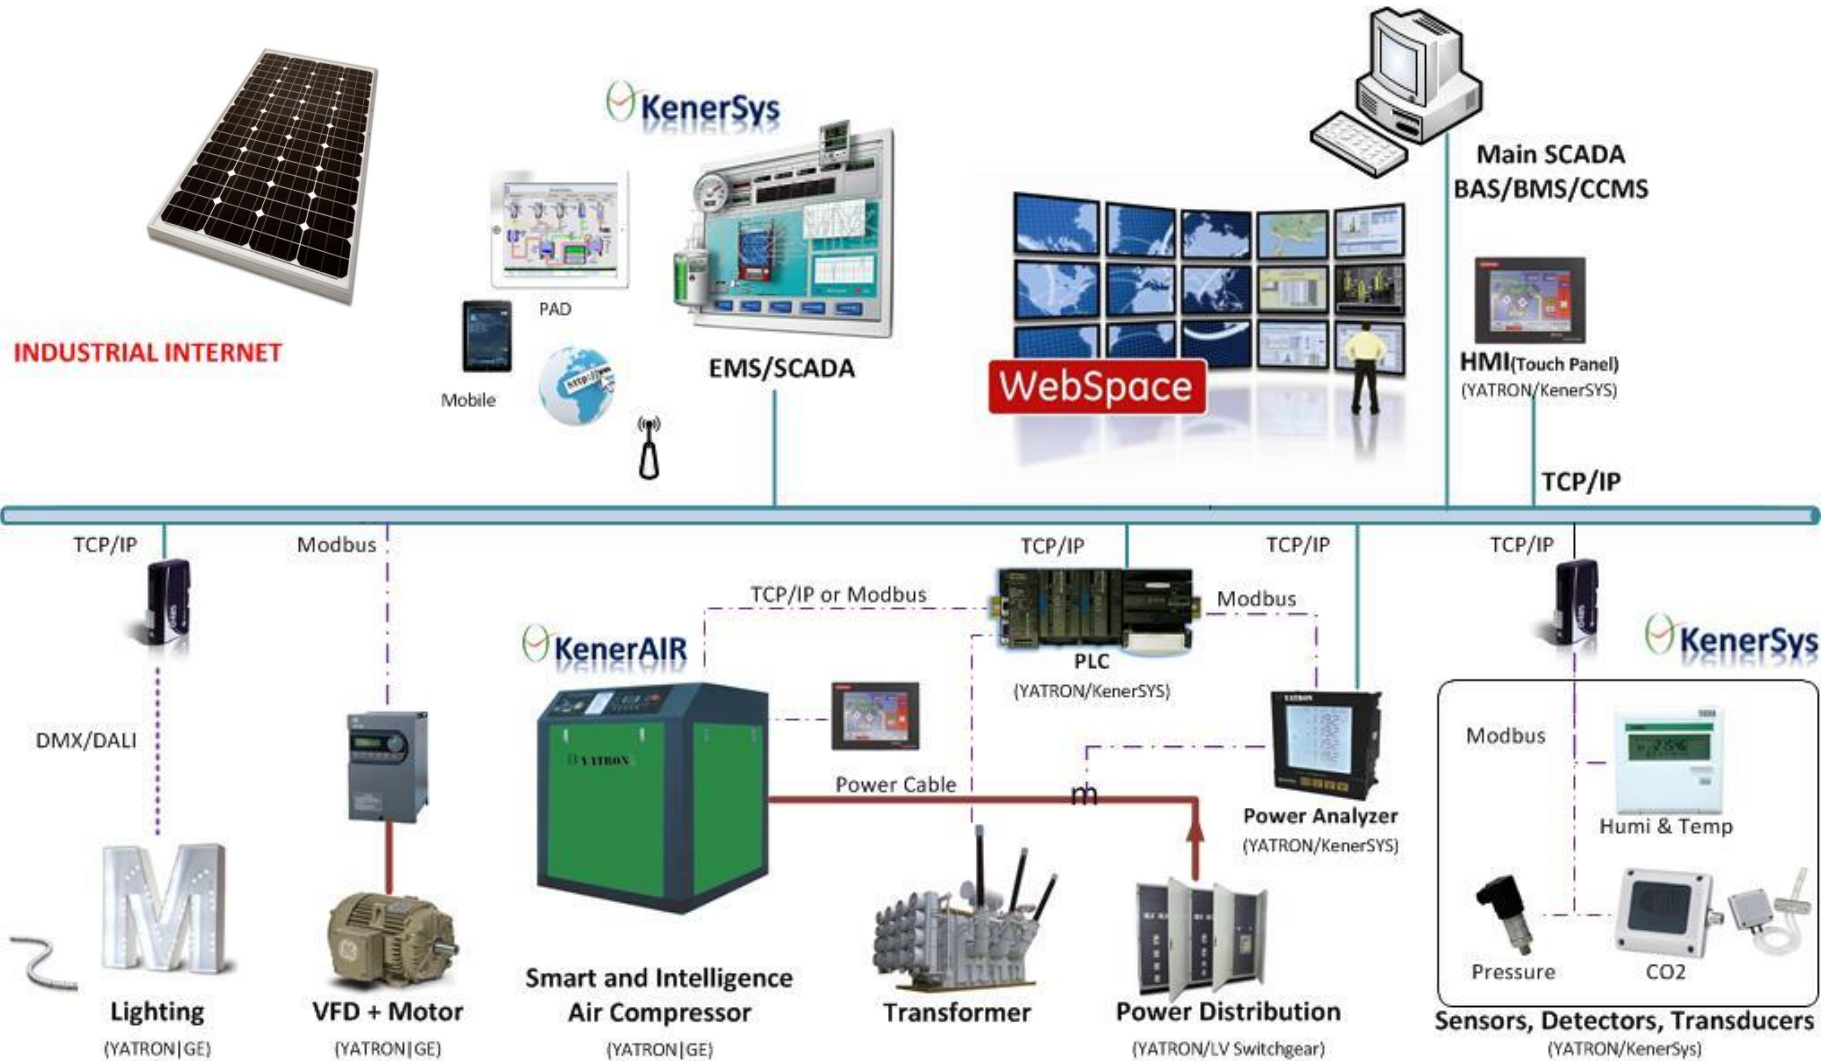 KenerSys
Main SCADA
BAS/BMS/CCMS
PAD
INDUSTRIAL INTERNET
http://
EMS/SCADA
WebSpace
HMI(Touch Panel)
(YATRON/KenerSYS)
Mobile
TCP/IP
TCP/IP
Modbus
TCP/IP
TCP/IP
TCP/IP
TCP/IP or Modbus
Modbus
KenerAIR
KenerSys
PLC
(YATRON/KenerSYS)
YATRON
DMX/DALI
Modbus
YATRON
Power Cable
m
Power Analyzer
(YATRON/KenerSYS)
Humi & Temp
Pressure
CO2
Smart and Intelligence
Air Compressor
(YATRON|GE)
Lighting
(YATRON|GE)
VFD + Motor
(YATRON|GE)
Transformer
Power Distribution
(YATRON/LV Switchgear)
Sensors, Detectors, Transducers
(YATRON/KenerSys)